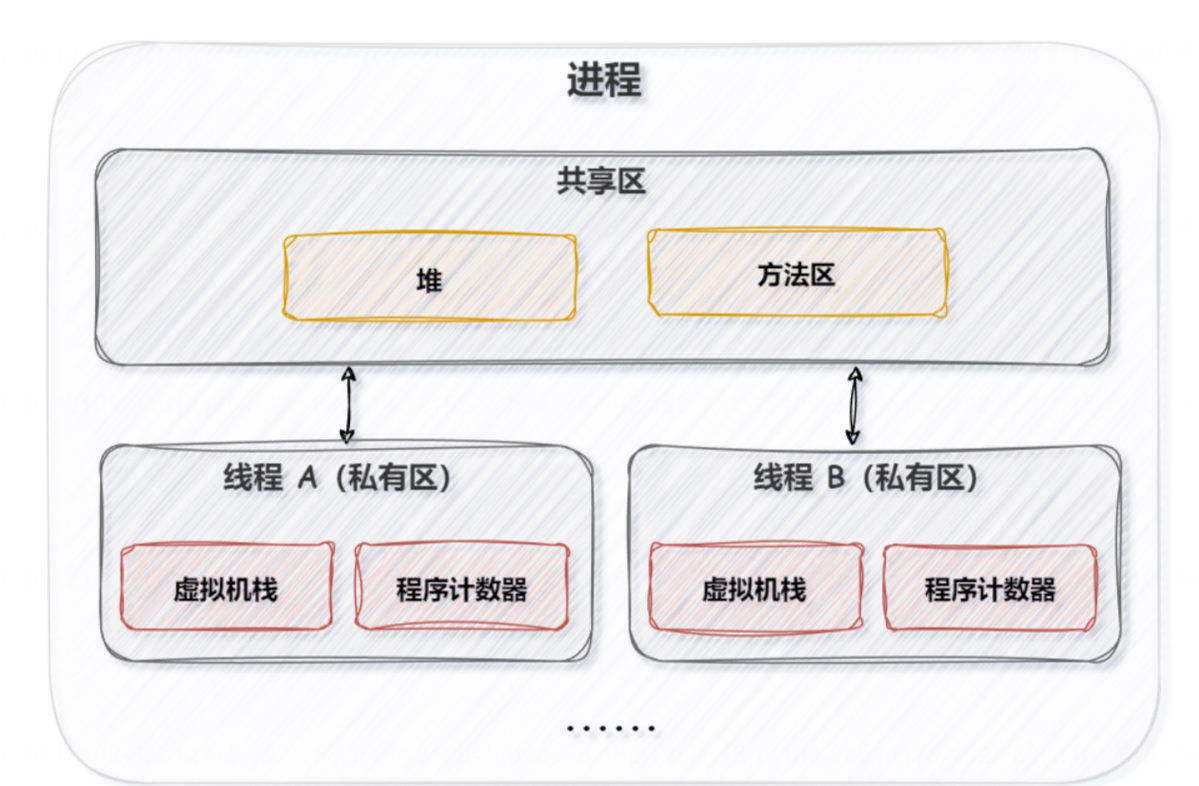 进程
共享区
堆
方法区
线程 A（私有区）
线程 B（私有区）
虚拟机栈
程序计数器
虚拟机栈
程序计数器
······